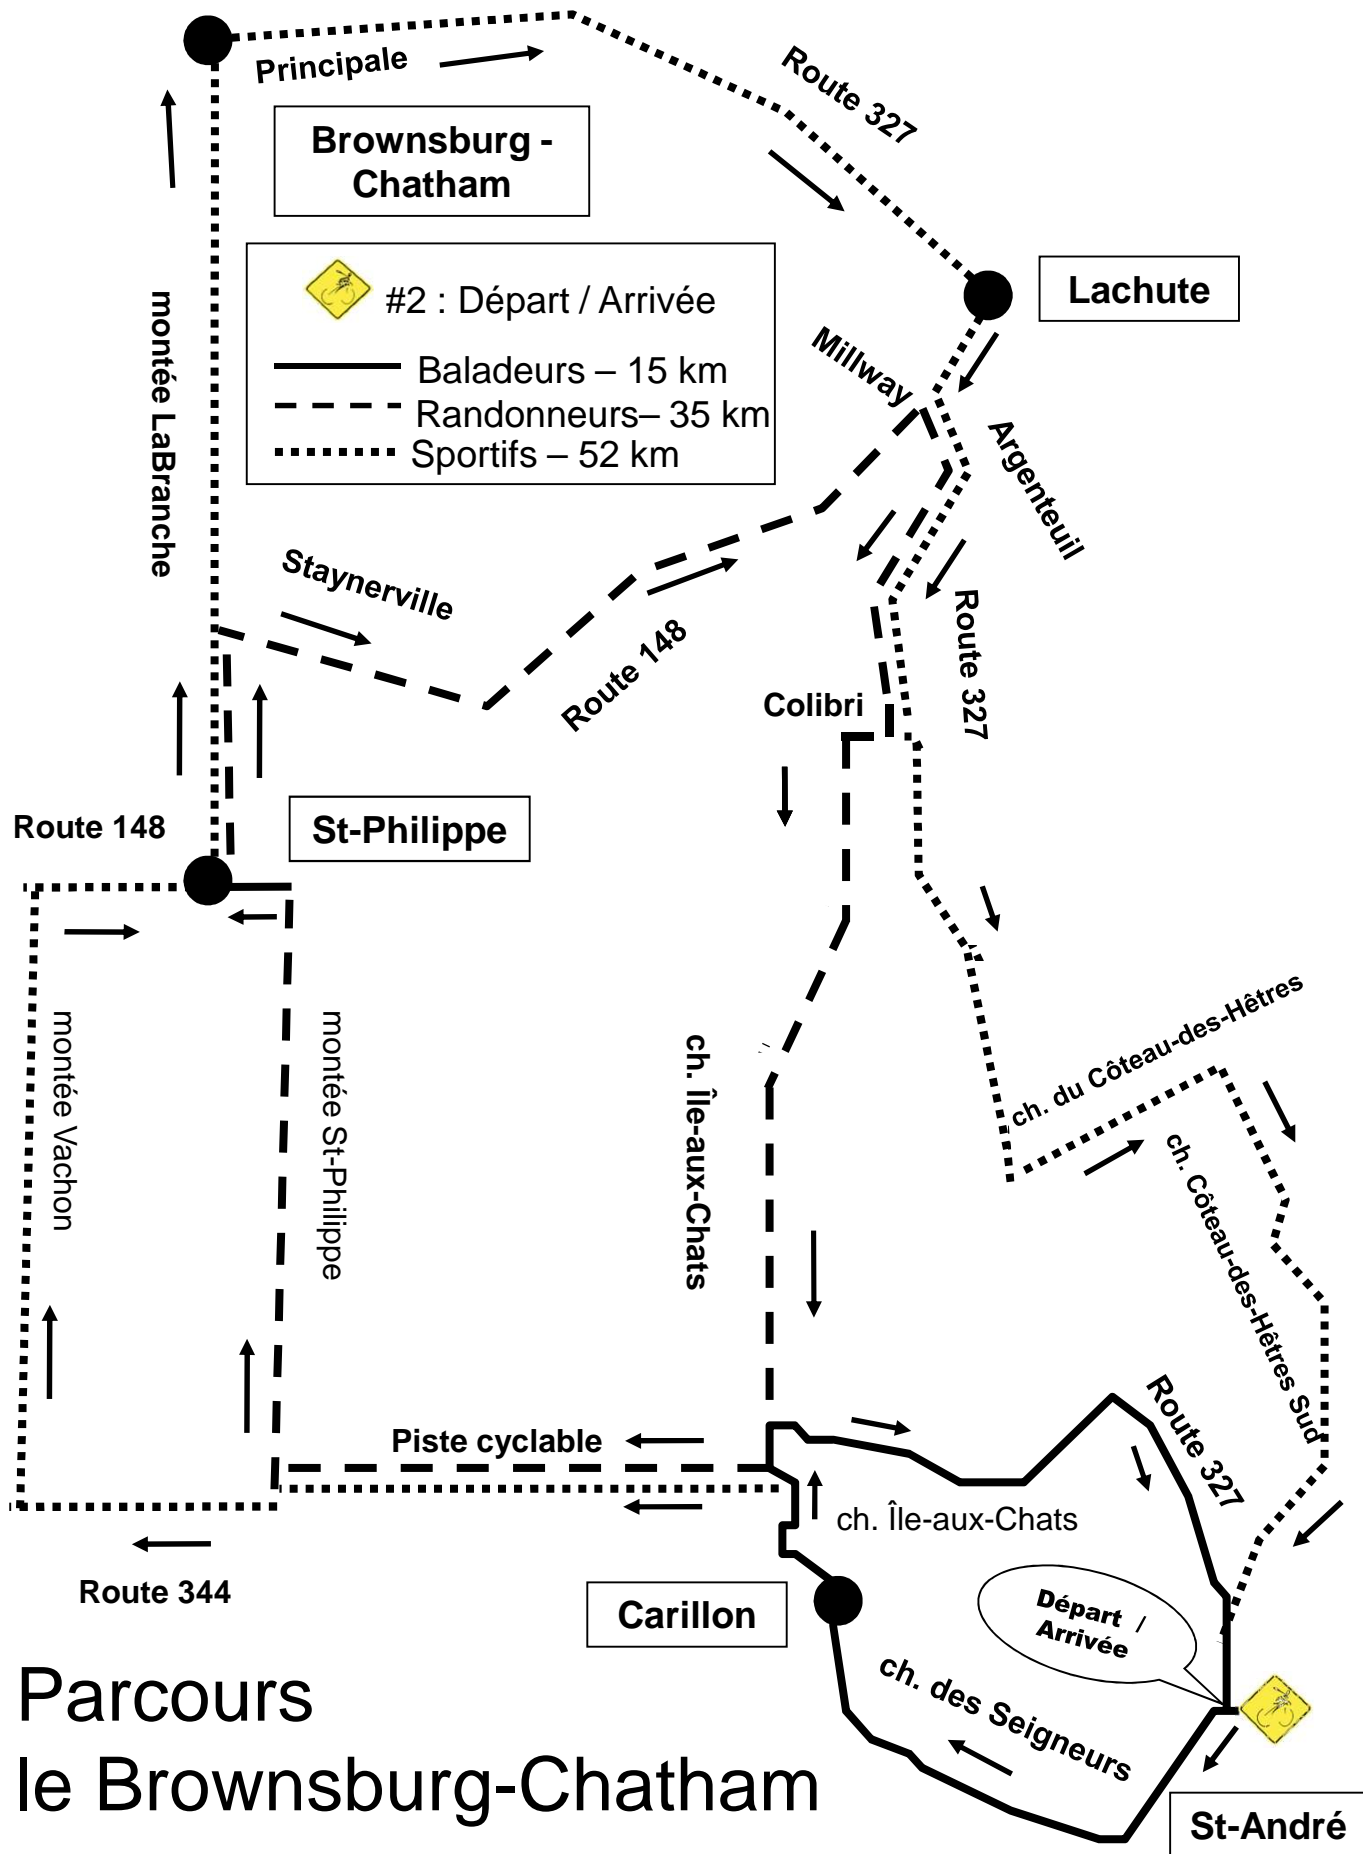 Principale
Route 327
Brownsburg -
Chatham
#2 : Départ / Arrivée
Baladeurs – 15 km
Randonneurs– 35 km
Sportifs – 52 km
Lachute
montée LaBranche
Millway
Argenteuil
Staynerville
Route 148
Route 327
Colibri
Route 148
St-Philippe
montée Vachon
montée St-Philippe
ch. Île-aux-Chats
ch. du Côteau-des-Hêtres
ch. Côteau-des-Hêtres Sud
Route 327
Piste cyclable
ch. Île-aux-Chats
Route 344
Carillon
Départ /
Arrivée
ch. des Seigneurs
St-André
Parcours
le Brownsburg-Chatham